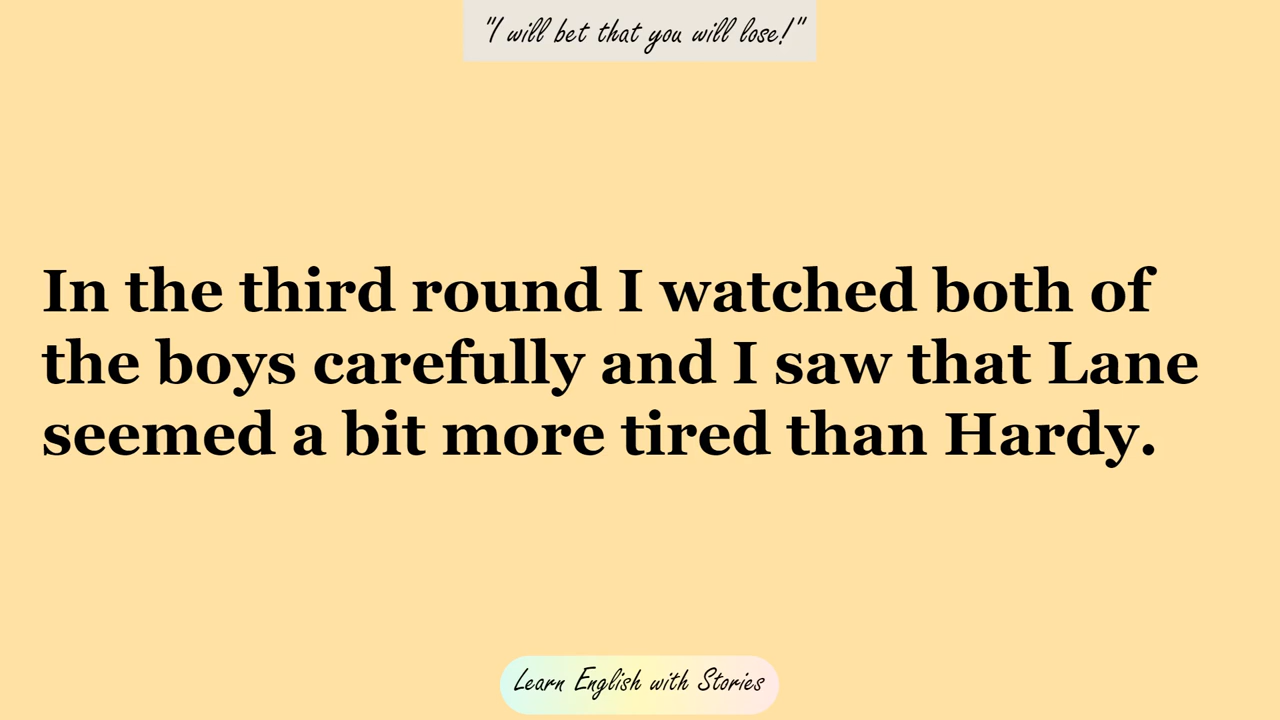 "I will bet that you will lose!"
In the third round I watched both of
the boys carefully and I saw that Lane
seemed a bit more tired than Hardy.
Learn English with Stories